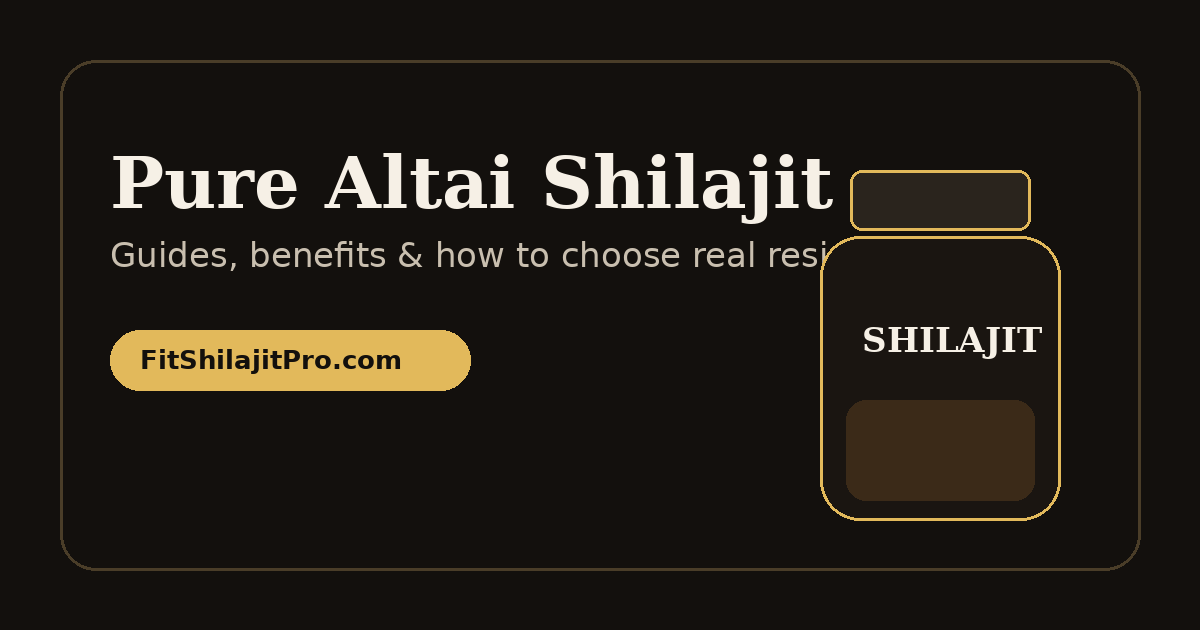 Pure Altai Shilajit
Guides, benefits & how to choose real resi
FitShilajitPro.com
SHILAJIT